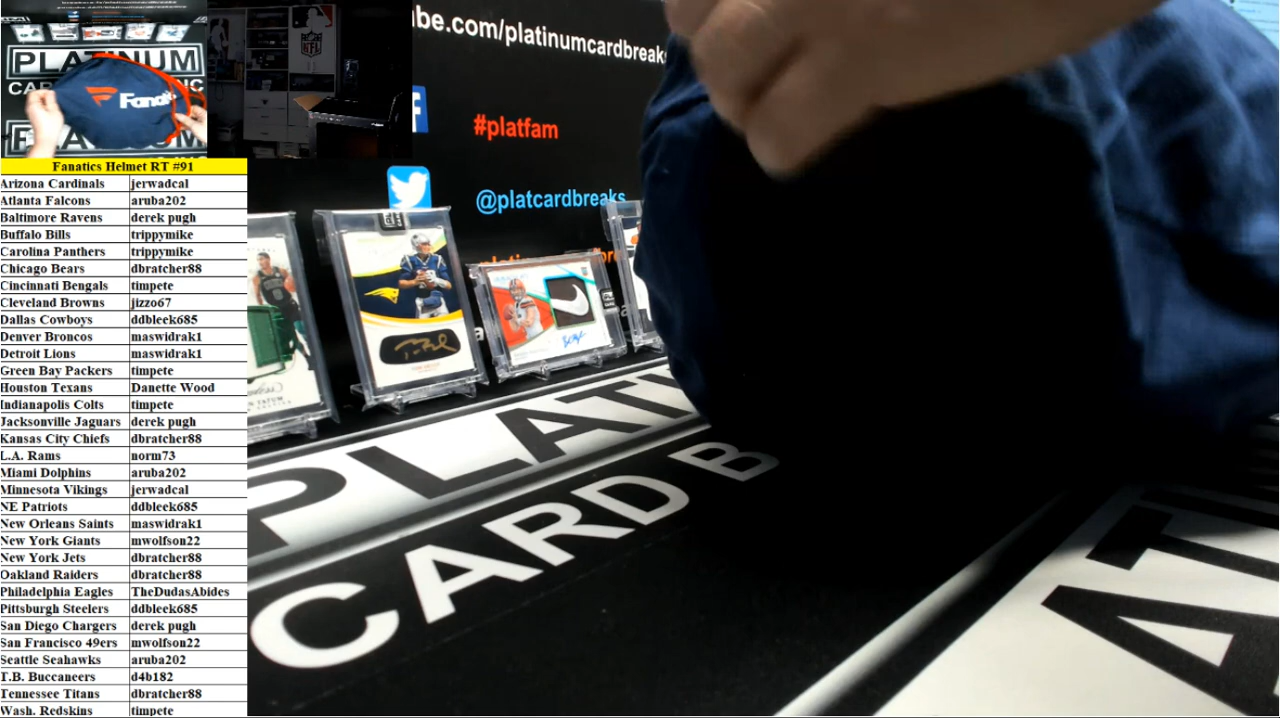 PLATINUM
Fanat
be.com/platinumcardbreaks
NFL
#platfam
@platcardbreaks
Fanatics Helmet RT #91
Arizona Cardinals jerwadcal
Atlanta Falcons aruba202
Baltimore Ravens derek pugh
Buffalo Bills trippymike
Carolina Panthers trippymike
Chicago Bears dbratcher88
Cincinnati Bengals timpete
Cleveland Browns jizzo67
Dallas Cowboys ddbleek685
Denver Broncos maswidrak1
Detroit Lions maswidrak1
Green Bay Packers timpete
Houston Texans Danette Wood
Indianapolis Colts timpete
Jacksonville Jaguars derek pugh
Kansas City Chiefs dbratcher88
L.A. Rams norm73
Miami Dolphins aruba202
Minnesota Vikings jerwadcal
NE Patriots ddbleek685
New Orleans Saints maswidrak1
New York Giants mwolfson22
New York Jets dbratcher88
Oakland Raiders dbratcher88
Philadelphia Eagles TheDudasAbides
Pittsburgh Steelers ddbleek685
San Diego Chargers derek pugh
San Francisco 49ers mwolfson22
Seattle Seahawks aruba202
T.B. Buccaneers d4b182
Tennessee Titans dbratcher88
Wash. Redskins timpete
PLATI
CARD B
ATI